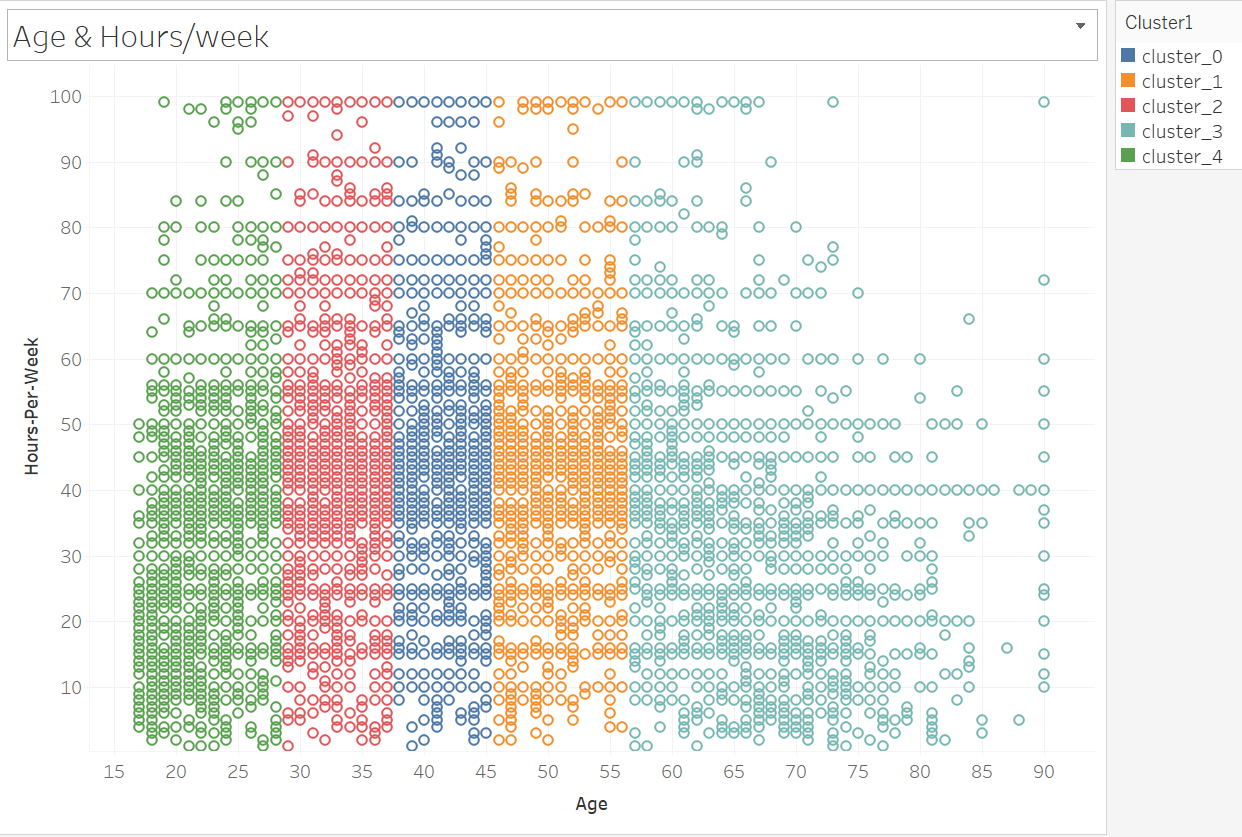 Age & Hours/week
Cluster1
cluster_0
cluster_1
cluster_2
cluster_3
cluster_4
100
90
80
70
60
50
40
30
20
10
Hours-Per-Week
15 20 25 30 35 40 45 50 55 60 65 70 75 80 85 90
Age